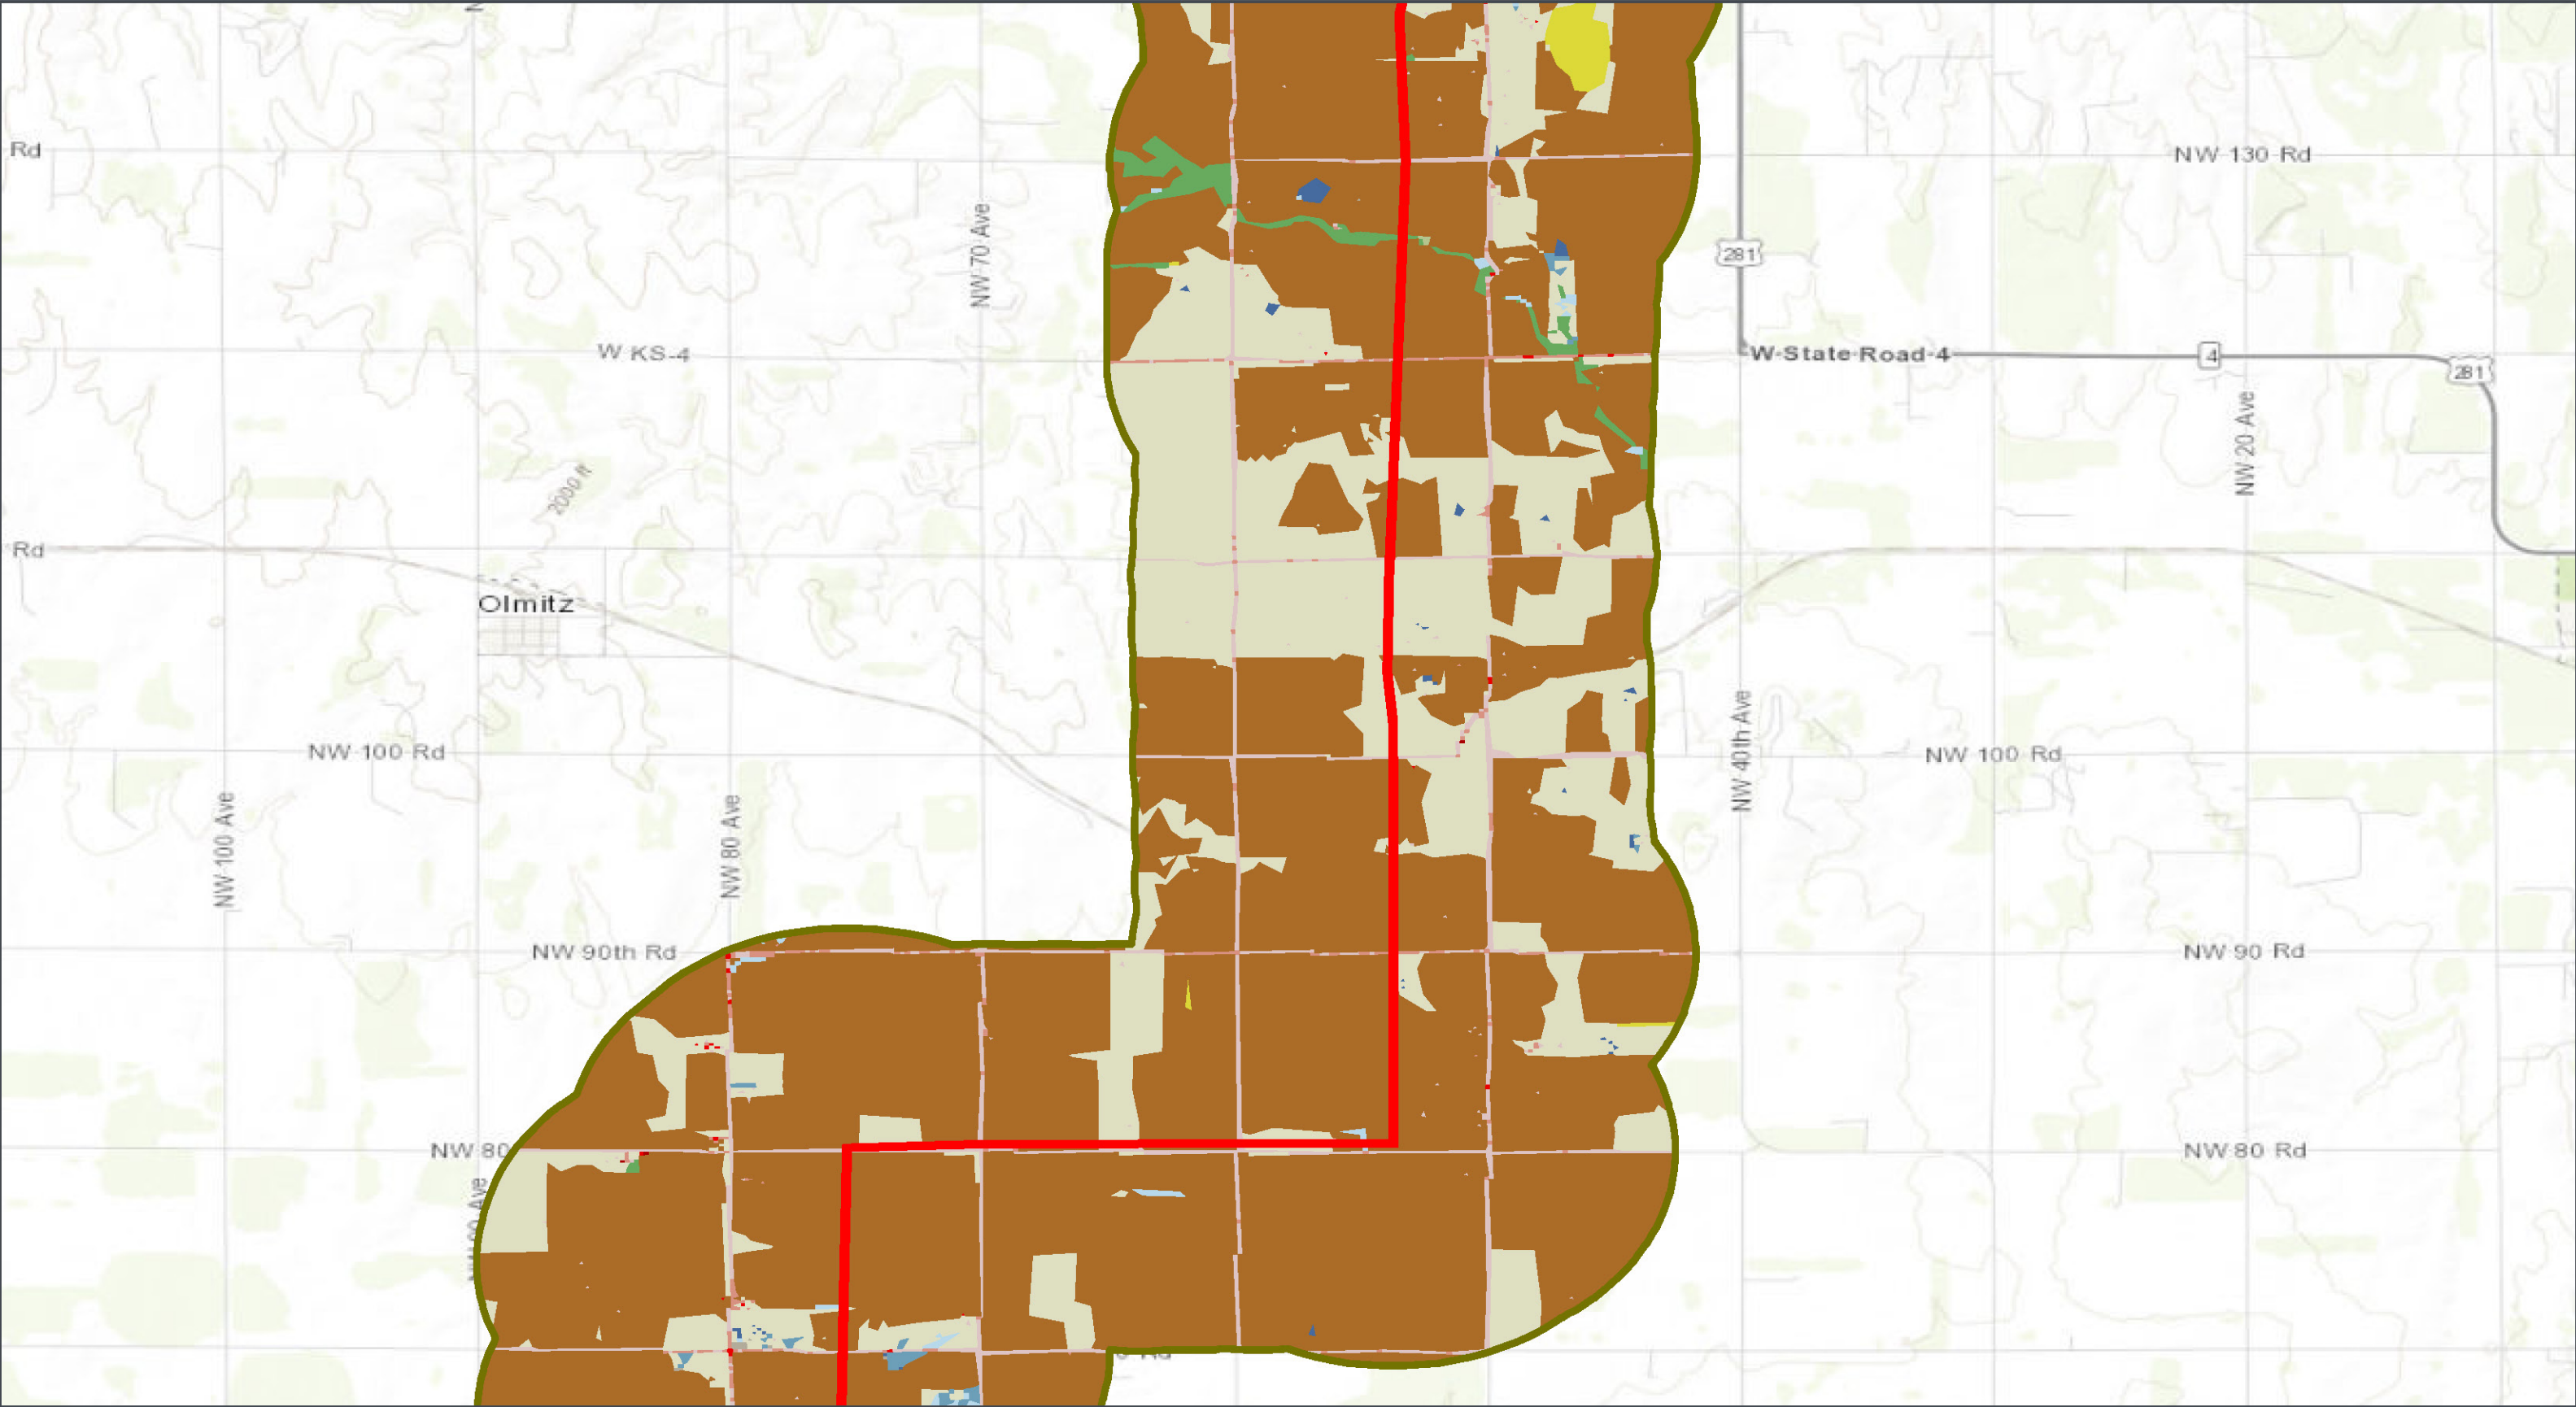 Rd
NW 130 Rd
NW 70 Ave
281
W KS-4
W State Road 4
4
281
NW 20 Ave
2000 ft
Rd
Olmitz
NW 40th Ave
NW 100 Rd
NW 100 Rd
NW 100 Ave
NW 80 Ave
NW 90th Rd
NW 90 Rd
NW 80
NW 80 Rd
Ave
Rd